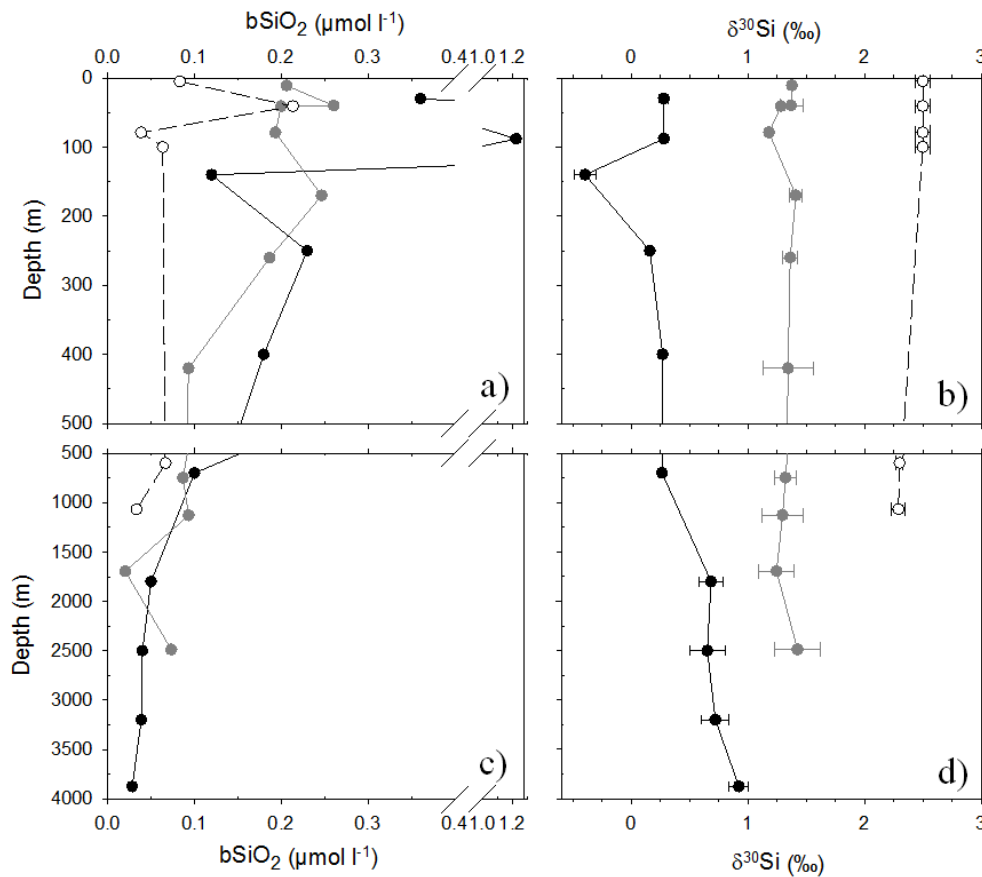 bSiO₂ (µmol l⁻¹)
δ³⁰Si (‰)
0.0 0.1 0.2 0.3 0.4 1.0 1.2
0 1 2 3
0
100
200
300
400
500
Depth (m)
a)
b)
500
1000
1500
2000
2500
3000
3500
4000
Depth (m)
c)
d)
0.0 0.1 0.2 0.3 0.4 1.0 1.2
0 1 2 3
bSiO₂ (µmol l⁻¹)
δ³⁰Si (‰)